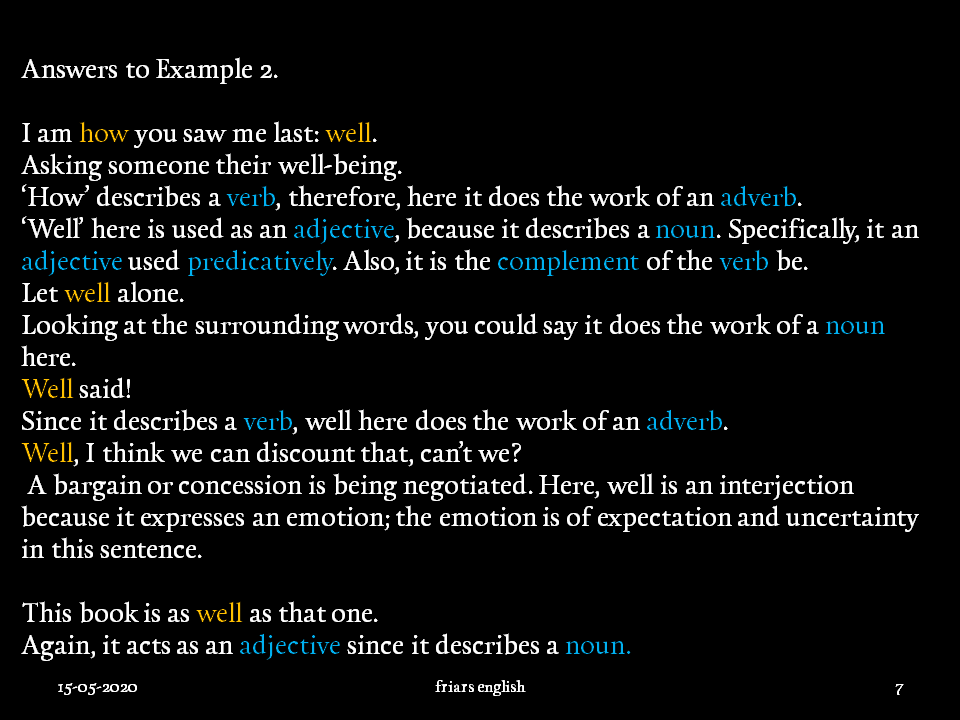 Answers to Example 2.
I am how you saw me last: well.
Asking someone their well-being.
‘How’ describes a verb, therefore, here it does the work of an adverb.
‘Well’ here is used as an adjective, because it describes a noun. Specifically, it an
adjective used predicatively. Also, it is the complement of the verb be.
Let well alone.
Looking at the surrounding words, you could say it does the work of a noun
here.
Well said!
Since it describes a verb, well here does the work of an adverb.
Well, I think we can discount that, can’t we?
A bargain or concession is being negotiated. Here, well is an interjection
because it expresses an emotion; the emotion is of expectation and uncertainty
in this sentence.
This book is as well as that one.
Again, it acts as an adjective since it describes a noun.
15-05-2020 friars english 7